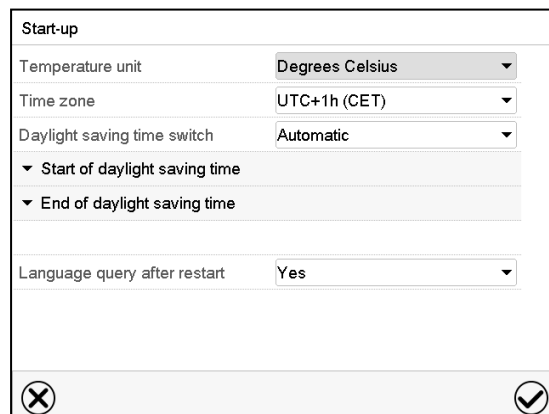 Start-up
Temperature unit Degrees Celsius
Time zone UTC+1h (CET)
Daylight saving time switch Automatic
Start of daylight saving time
End of daylight saving time
Language query after restart Yes